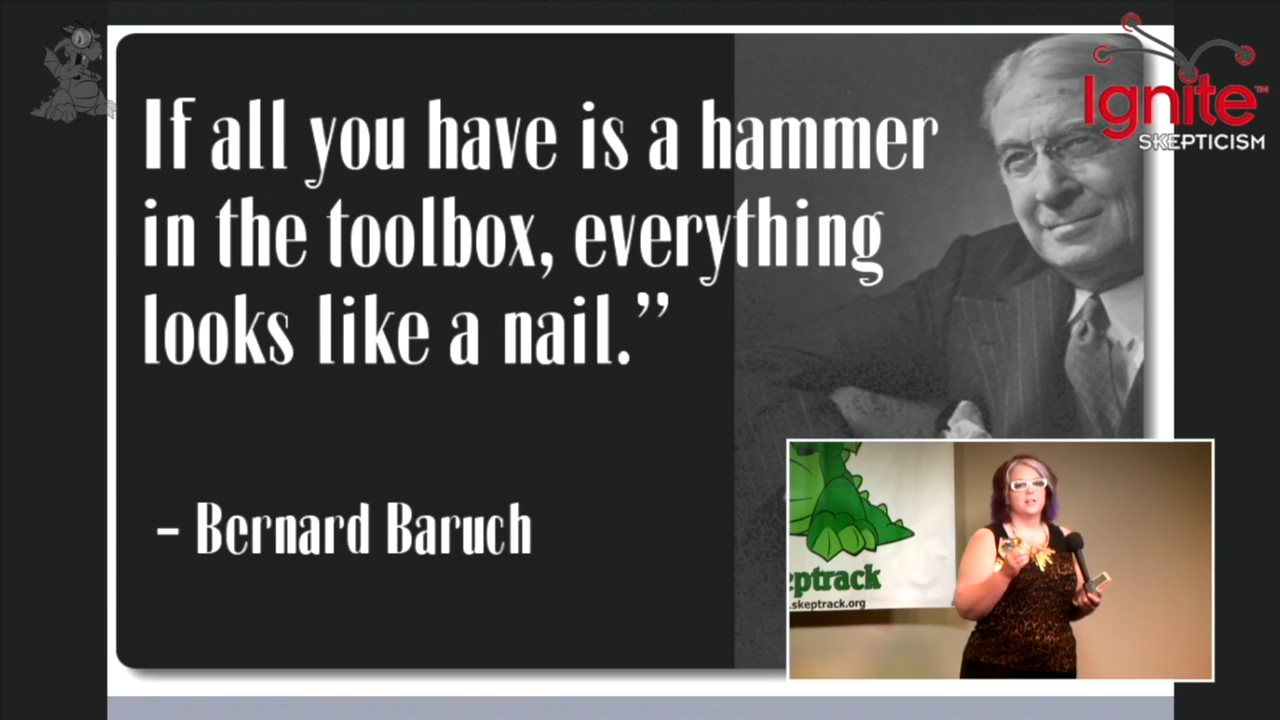 If all you have is a hammer
in the toolbox, everything
looks like a nail.”
– Bernard Baruch
Ignite™
SKEPTICISM
eptrack
.skeptrack.org